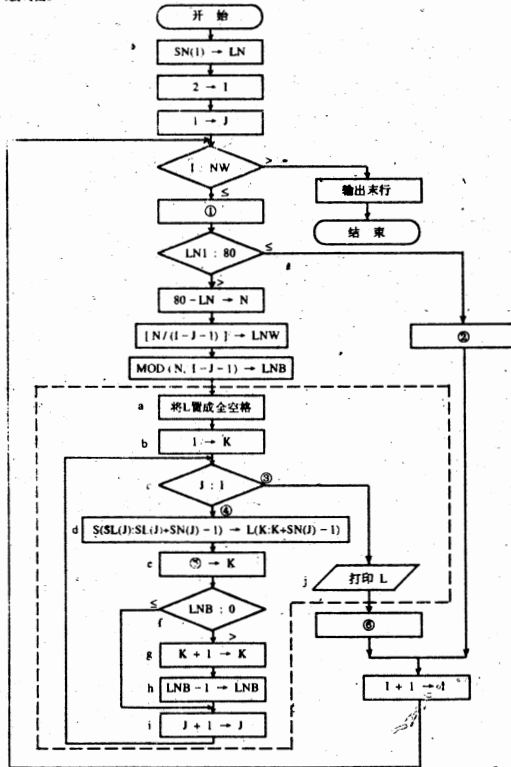 开 始
SN(1) → LN
2 → I
1 → J
I : NW
>
≤
输出末行
①
结 束
LN1 : 80
≤
>
80-LN → N
②
[N/(I-J-1)] → LNW
MOD(N, I-J-1) → LNB
a 将L置成全空格
b 1 → K
c J : I ③
④
d S(SL(J):SL(J)+SN(J)-1) → L(K:K+SN(J)-1)
e → K
j 打印 L
≤ LNB : 0
f
⑥
>
g K + 1 → K
h LNB-1 → LNB
I + 1 → I
i J + 1 → J